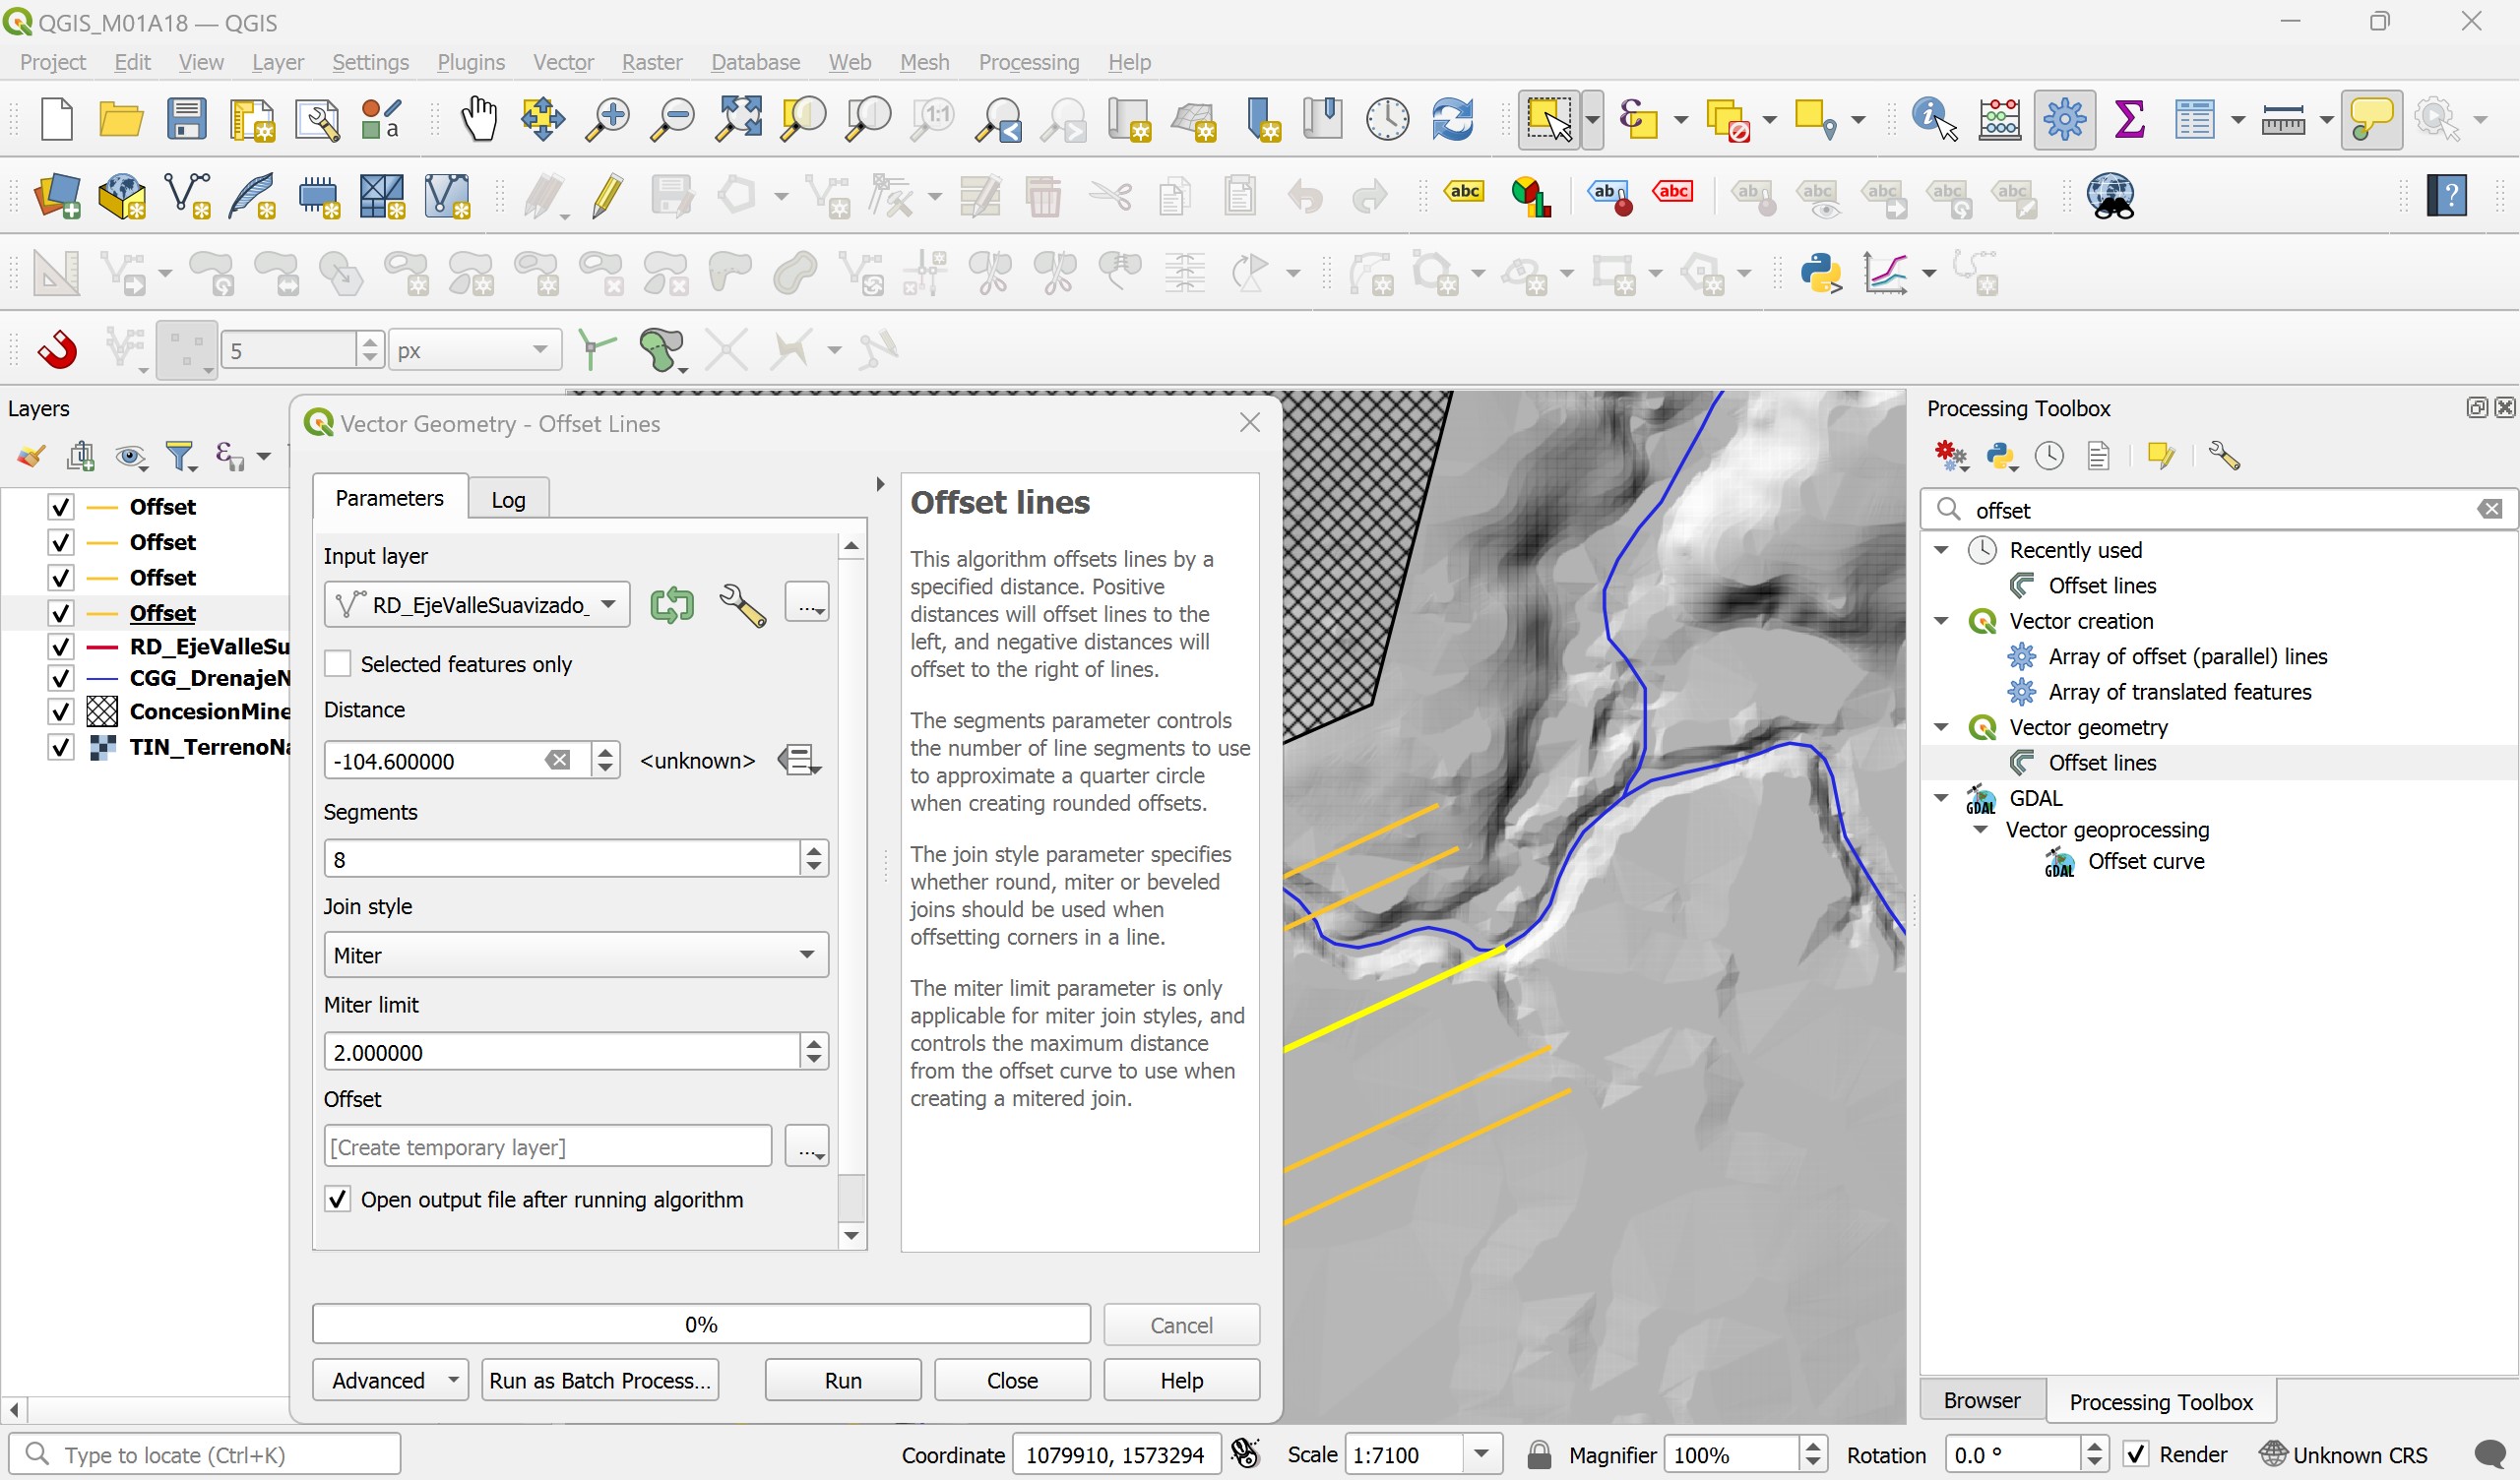 QGIS_M01A18 — QGIS
Project Edit View Layer Settings Plugins Vector Raster Database Web Mesh Processing Help
5 px
Layers
Offset
Offset
Offset
Offset
RD_EjeValleSu
CGG_DrenajeN
ConcesionMine
TIN_TerrenoNa
Vector Geometry - Offset Lines
Parameters Log
Input layer
RD_EjeValleSuavizado_
Selected features only
Distance
-104.600000 <unknown>
Segments
8
Join style
Miter
Miter limit
2.000000
Offset
[Create temporary layer]
Open output file after running algorithm
Offset lines
This algorithm offsets lines by a
specified distance. Positive
distances will offset lines to the
left, and negative distances will
offset to the right of lines.
The segments parameter controls
the number of line segments to use
to approximate a quarter circle
when creating rounded offsets.
The join style parameter specifies
whether round, miter or beveled
joins should be used when
offsetting corners in a line.
The miter limit parameter is only
applicable for miter join styles, and
controls the maximum distance
from the offset curve to use when
creating a mitered join.
0% Cancel
Advanced Run as Batch Process... Run Close Help
Processing Toolbox
offset
Recently used
Offset lines
Vector creation
Array of offset (parallel) lines
Array of translated features
Vector geometry
Offset lines
GDAL
Vector geoprocessing
Offset curve
Browser Processing Toolbox
Type to locate (Ctrl+K) Coordinate 1079910, 1573294 Scale 1:7100 Magnifier 100% Rotation 0.0 ° Render Unknown CRS